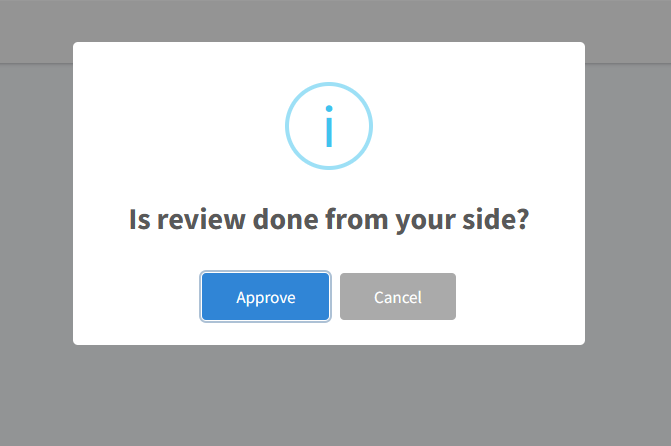 i
Is review done from your side?
Approve
Cancel